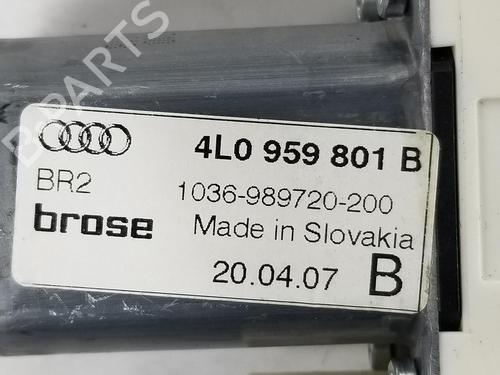 4L0 959 801 B
BR2 1036-989720-200
brose Made in Slovakia
20.04.07 B
B-PARTS